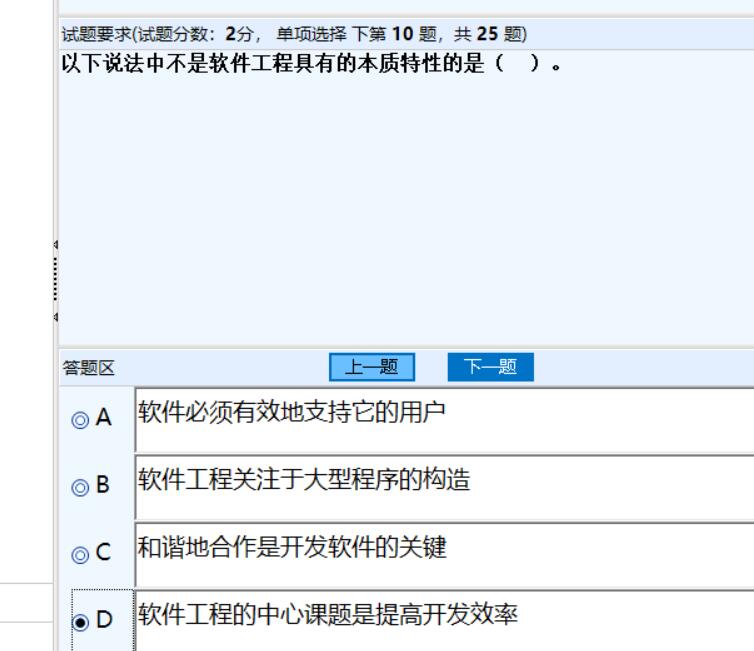 试题要求(试题分数：2分， 单项选择 下第 10 题，共 25 题)
以下说法中不是软件工程具有的本质特性的是（ ）。
答题区 上一题 下一题
A 软件必须有效地支持它的用户
B 软件工程关注于大型程序的构造
C 和谐地合作是开发软件的关键
D 软件工程的中心课题是提高开发效率